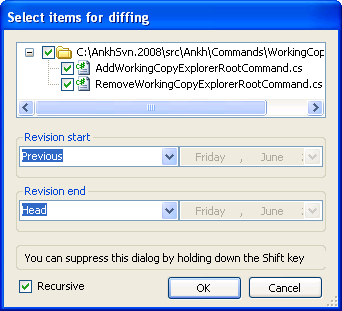 Select items for diffing
C:\AnkhSvn.2008\src\Ankh\Commands\WorkingCop
AddWorkingCopyExplorerRootCommand.cs
RemoveWorkingCopyExplorerRootCommand.cs
Revision start
Previous
Friday , June
Revision end
Head
Friday , June
You can suppress this dialog by holding down the Shift key
Recursive
OK
Cancel